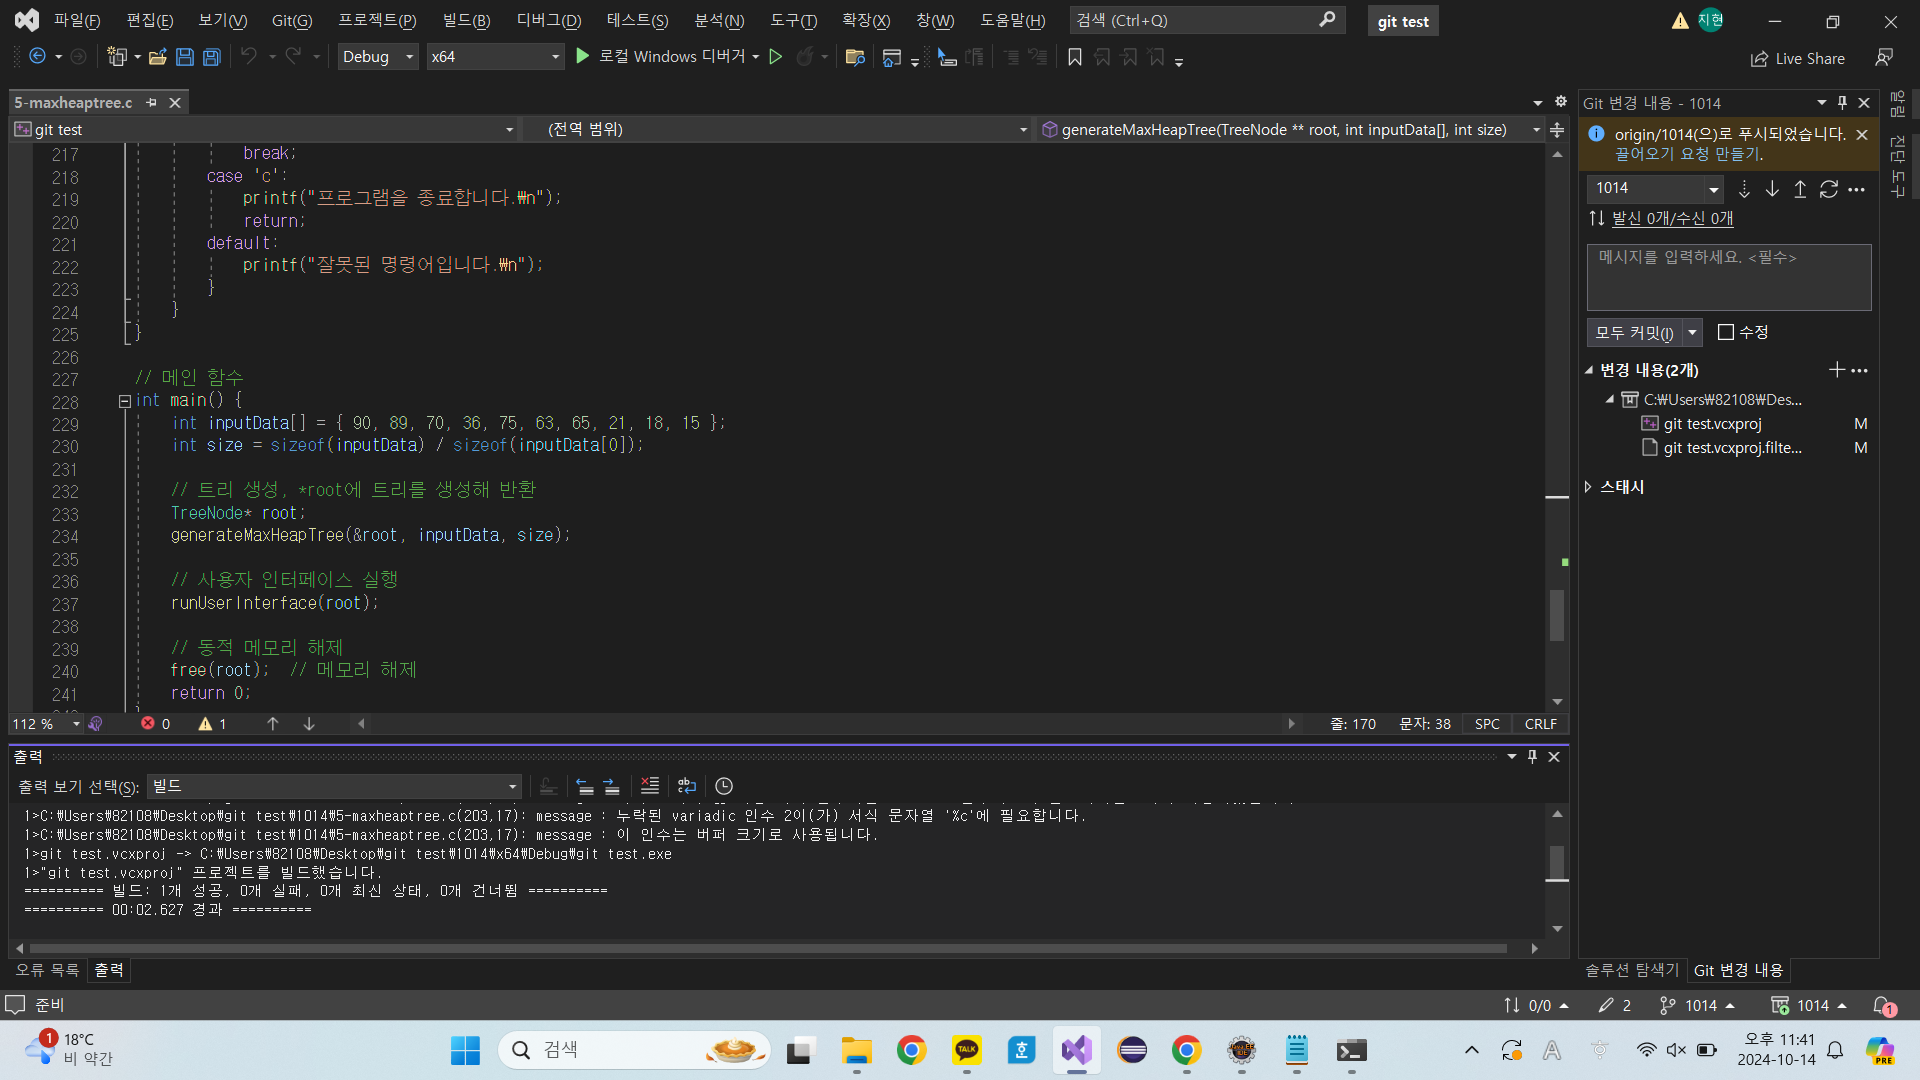 파일(F) 편집(E) 보기(V) Git(G) 프로젝트(P) 빌드(B) 디버그(D) 테스트(S) 분석(N) 도구(T) 확장(X) 창(W) 도움말(H) 검색 (Ctrl+Q) git test 지현
Debug x64 로컬 Windows 디버거 Live Share
5-maxheaptree.c
git test (전역 범위) generateMaxHeapTree(TreeNode ** root, int inputData[], int size)
217 break;
218 case 'c':
219 printf("프로그램을 종료합니다.₩n");
220 return;
221 default:
222 printf("잘못된 명령어입니다.₩n");
223 }
224 }
225 }
226
227 // 메인 함수
228 int main() {
229 int inputData[] = { 90, 89, 70, 36, 75, 63, 65, 21, 18, 15 };
230 int size = sizeof(inputData) / sizeof(inputData[0]);
231
232 // 트리 생성, *root에 트리를 생성해 반환
233 TreeNode* root;
234 generateMaxHeapTree(&root, inputData, size);
235
236 // 사용자 인터페이스 실행
237 runUserInterface(root);
238
239 // 동적 메모리 해제
240 free(root); // 메모리 해제
241 return 0;
112 % 0 1 줄: 170 문자: 38 SPC CRLF
출력
출력 보기 선택(S): 빌드
1>C:₩Users₩82108₩Desktop₩git test₩1014₩5-maxheaptree.c(203,17): message : 누락된 variadic 인수 2이(가) 서식 문자열 '%c'에 필요합니다.
1>C:₩Users₩82108₩Desktop₩git test₩1014₩5-maxheaptree.c(203,17): message : 이 인수는 버퍼 크기로 사용됩니다.
1>git test.vcxproj -> C:₩Users₩82108₩Desktop₩git test₩1014₩x64₩Debug₩git test.exe
1>"git test.vcxproj" 프로젝트를 빌드했습니다.
========== 빌드: 1개 성공, 0개 실패, 0개 최신 상태, 0개 건너뜀 ==========
========== 00:02.627 경과 ==========
오류 목록 출력
Git 변경 내용 - 1014
origin/1014(으)로 푸시되었습니다.
끌어오기 요청 만들기.
1014
발신 0개/수신 0개
메시지를 입력하세요. <필수>
모두 커밋(I) 수정
변경 내용(2개)
C:₩Users₩82108₩Des...
git test.vcxproj M
git test.vcxproj.filte... M
스태시
솔루션 탐색기 Git 변경 내용
알림
진단 도구
준비 0/0 2 1014 1014 1
1 18°C
비 약간
검색
TALK
오후 11:41
2024-10-14
PRE